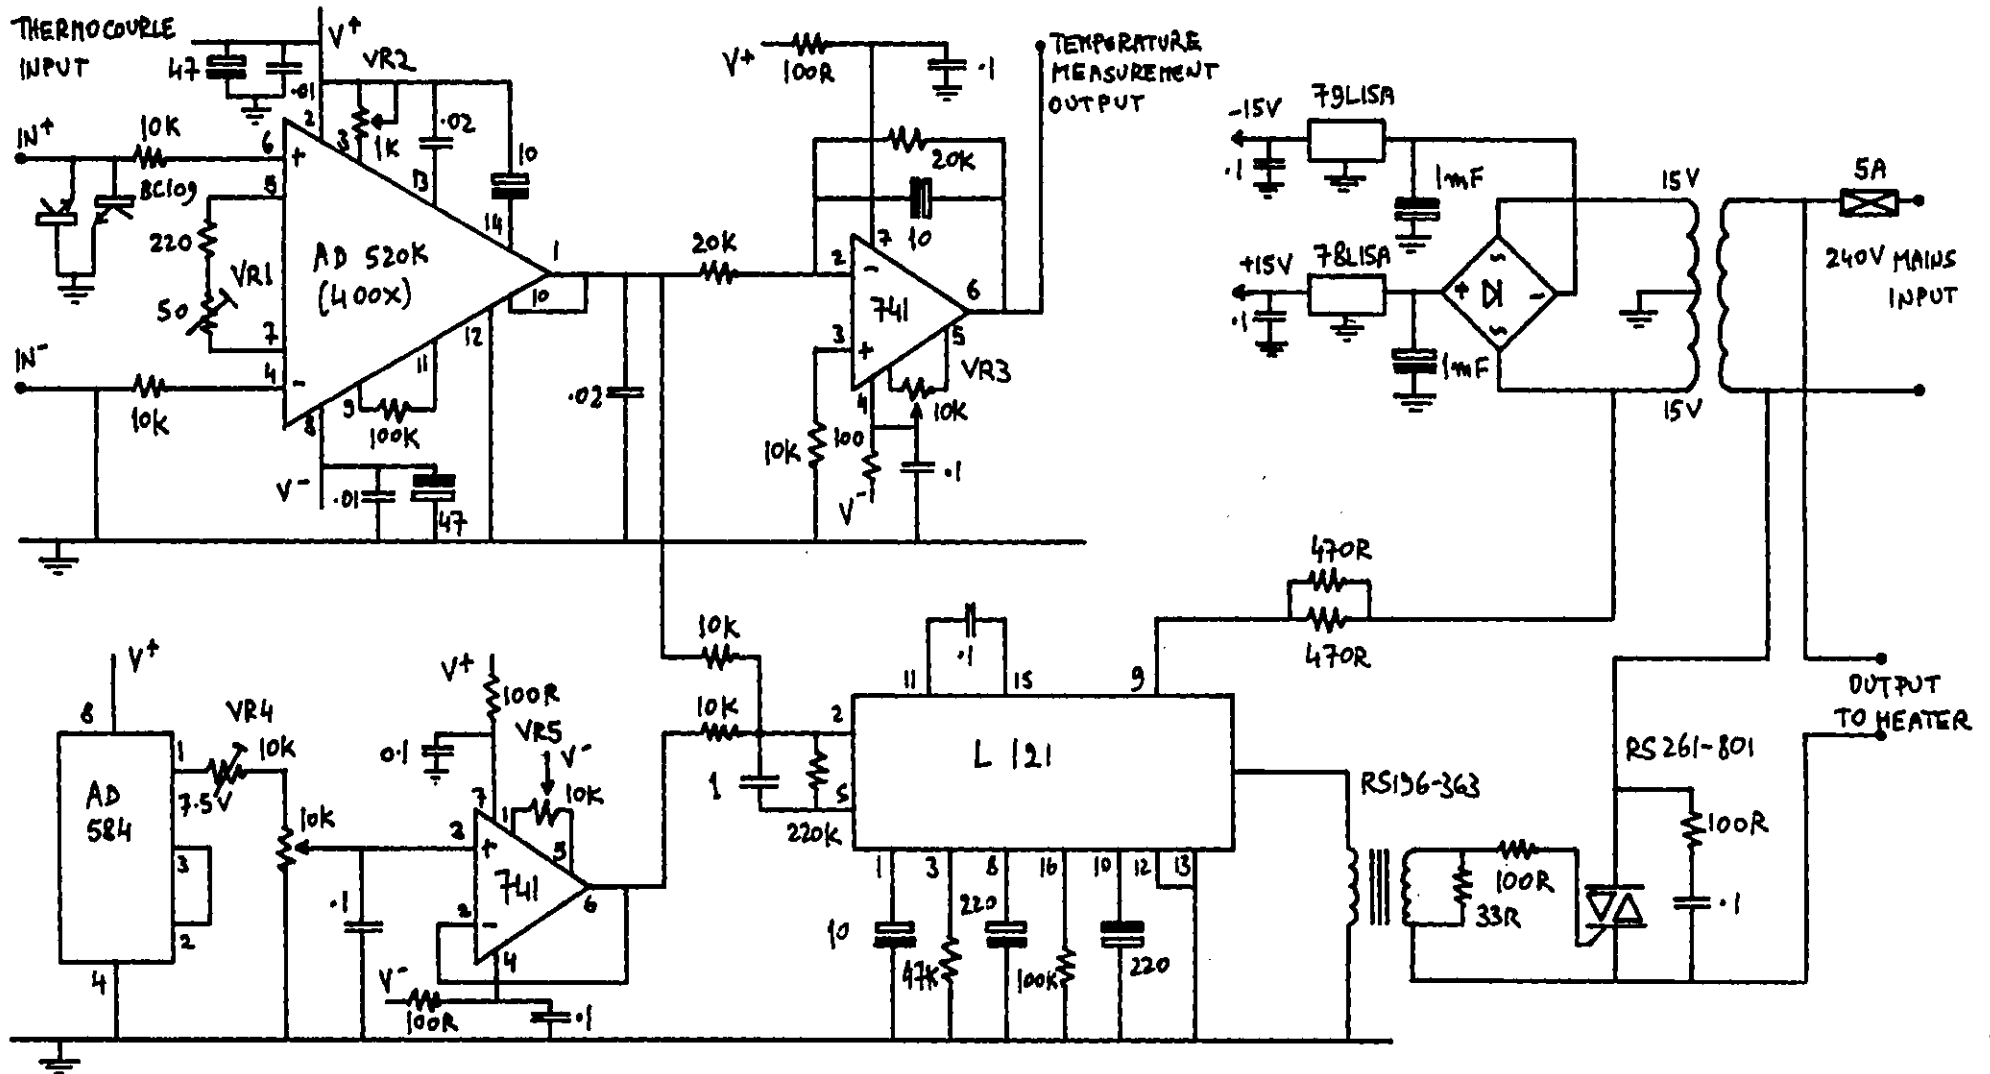 THERMOCOUPLE
INPUT
V+
47
.01
VR2
1K
.02
10
IN+
10K
BC109
220
VR1
50
IN-
10K
AD 520K
(400X)
2
3
13
14
6
5
7
4
8
9
11
12
10
1
100K
V-
.01
47
.02
20K
V+
100R
.1
TEMPERATURE
MEASUREMENT
OUTPUT
20K
10
741
2
7
3
4
5
6
VR3
10K
10K
100
V-
.1
-15V
79L15A
.1
1mF
+15V
78L15A
.1
1mF
+
-
~
~
15V
15V
5A
240V MAINS
INPUT
470R
470R
V+
8
AD
584
1
7.5V
3
2
4
VR4
10K
10K
.1
V+
100R
0.1
VR5
V-
10K
741
7
1
3
5
2
4
6
V-
100R
.1
10K
10K
1
220K
.1
11
15
9
2
5
L 121
1
3
8
16
10
12
13
10
47K
220
100K
220
RS196-363
RS261-801
OUTPUT
TO HEATER
100R
33R
100R
.1